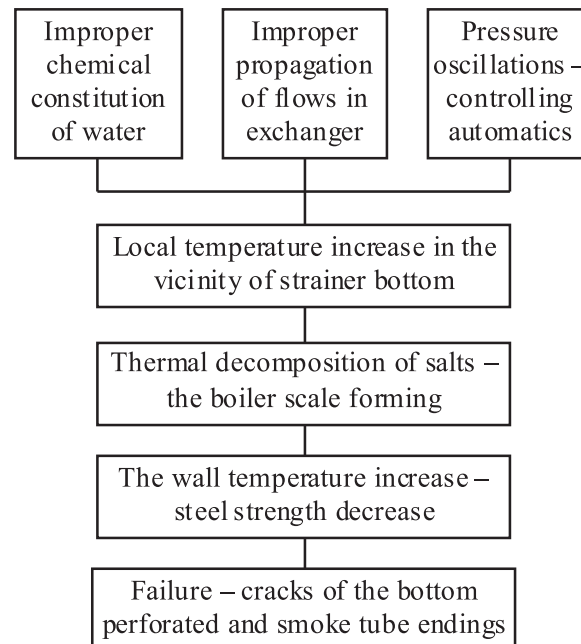 Improper
chemical
constitution
of water
Improper
propagation
of flows in
exchanger
Pressure
oscillations –
controlling
automatics
Local temperature increase in the
vicinity of strainer bottom
Thermal decomposition of salts –
the boiler scale forming
The wall temperature increase –
steel strength decrease
Failure – cracks of the bottom
perforated and smoke tube endings